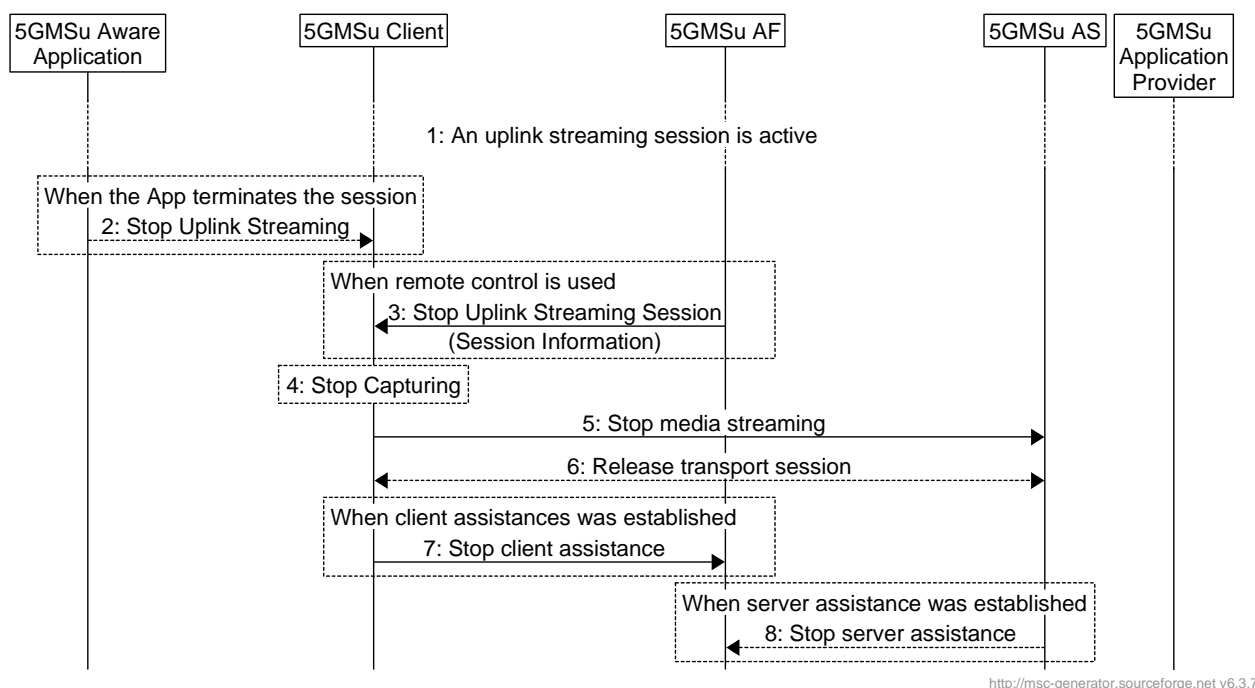 5GMSu Aware
Application
5GMSu Client
5GMSu AF
5GMSu AS
5GMSu
Application
Provider
1: An uplink streaming session is active
When the App terminates the session
2: Stop Uplink Streaming
When remote control is used
3: Stop Uplink Streaming Session
(Session Information)
4: Stop Capturing
5: Stop media streaming
6: Release transport session
When client assistances was established
7: Stop client assistance
When server assistance was established
8: Stop server assistance
http://msc-generator.sourceforge.net v6.3.7